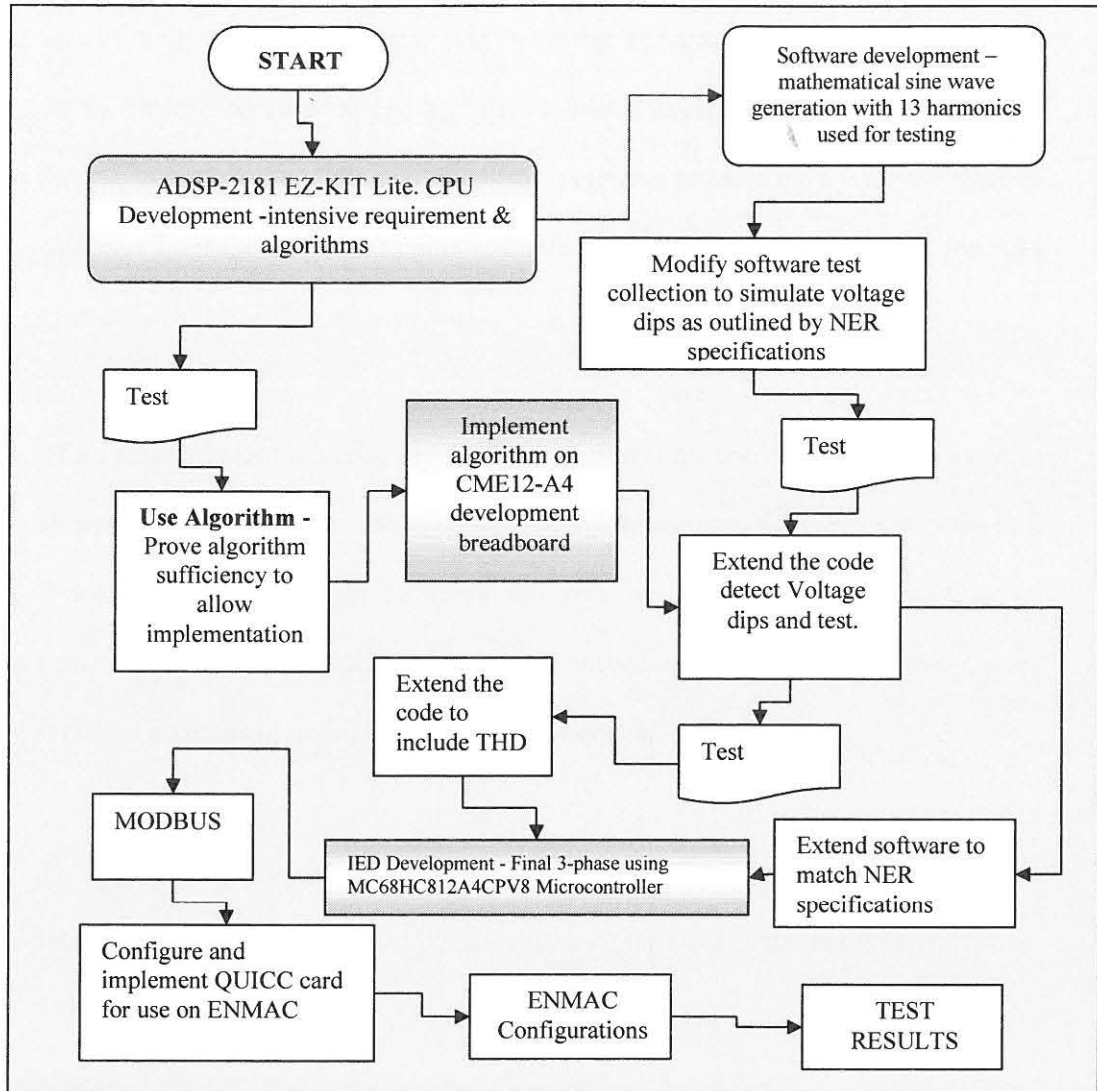 START
Software development –
mathematical sine wave
generation with 13 harmonics
used for testing
ADSP-2181 EZ-KIT Lite. CPU
Development -intensive requirement &
algorithms
Modify software test
collection to simulate voltage
dips as outlined by NER
specifications
Test
Implement
algorithm on
CME12-A4
development
breadboard
Test
Use Algorithm -
Prove algorithm
sufficiency to
allow
implementation
Extend the code
detect Voltage
dips and test.
Extend the
code to
include THD
Test
MODBUS
IED Development - Final 3-phase using
MC68HC812A4CPV8 Microcontroller
Extend software to
match NER
specifications
Configure and
implement QUICC card
for use on ENMAC
ENMAC
Configurations
TEST
RESULTS